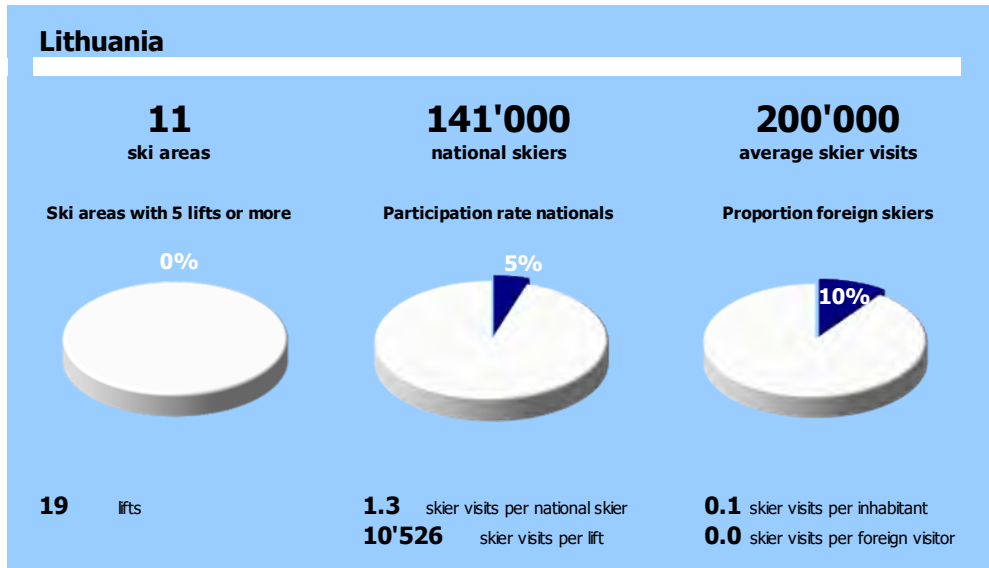 Lithuania
11
ski areas
141'000
national skiers
200'000
average skier visits
Ski areas with 5 lifts or more
Participation rate nationals
Proportion foreign skiers
0%
5%
10%
19 lifts
1.3 skier visits per national skier
10'526 skier visits per lift
0.1 skier visits per inhabitant
0.0 skier visits per foreign visitor